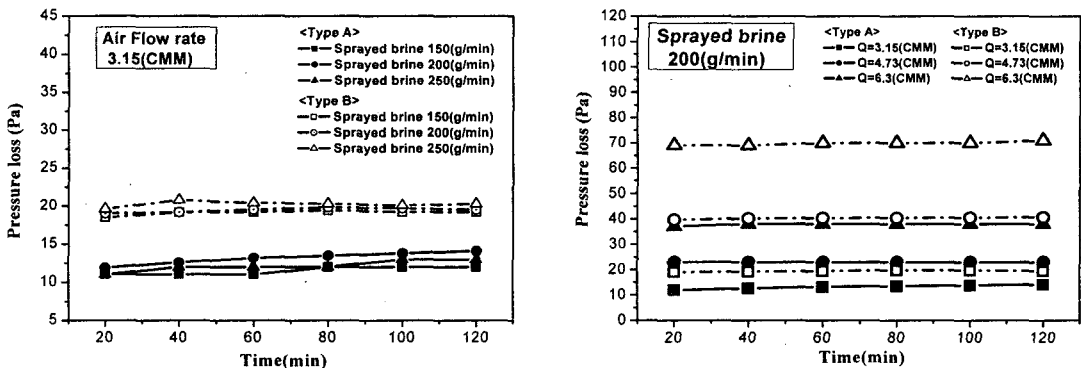 Air Flow rate
3.15(CMM)
<Type A>
Sprayed brine 150(g/min)
Sprayed brine 200(g/min)
Sprayed brine 250(g/min)
<Type B>
Sprayed brine 150(g/min)
Sprayed brine 200(g/min)
Sprayed brine 250(g/min)
45
40
35
30
25
20
15
10
5
Pressure loss (Pa)
20 40 60 80 100 120
Time(min)
Sprayed brine
200(g/min)
<Type A> <Type B>
Q=3.15(CMM) Q=3.15(CMM)
Q=4.73(CMM) Q=4.73(CMM)
Q=6.3(CMM) Q=6.3(CMM)
120
110
100
90
80
70
60
50
40
30
20
10
0
Pressure loss (Pa)
20 40 60 80 100 120
Time(min)